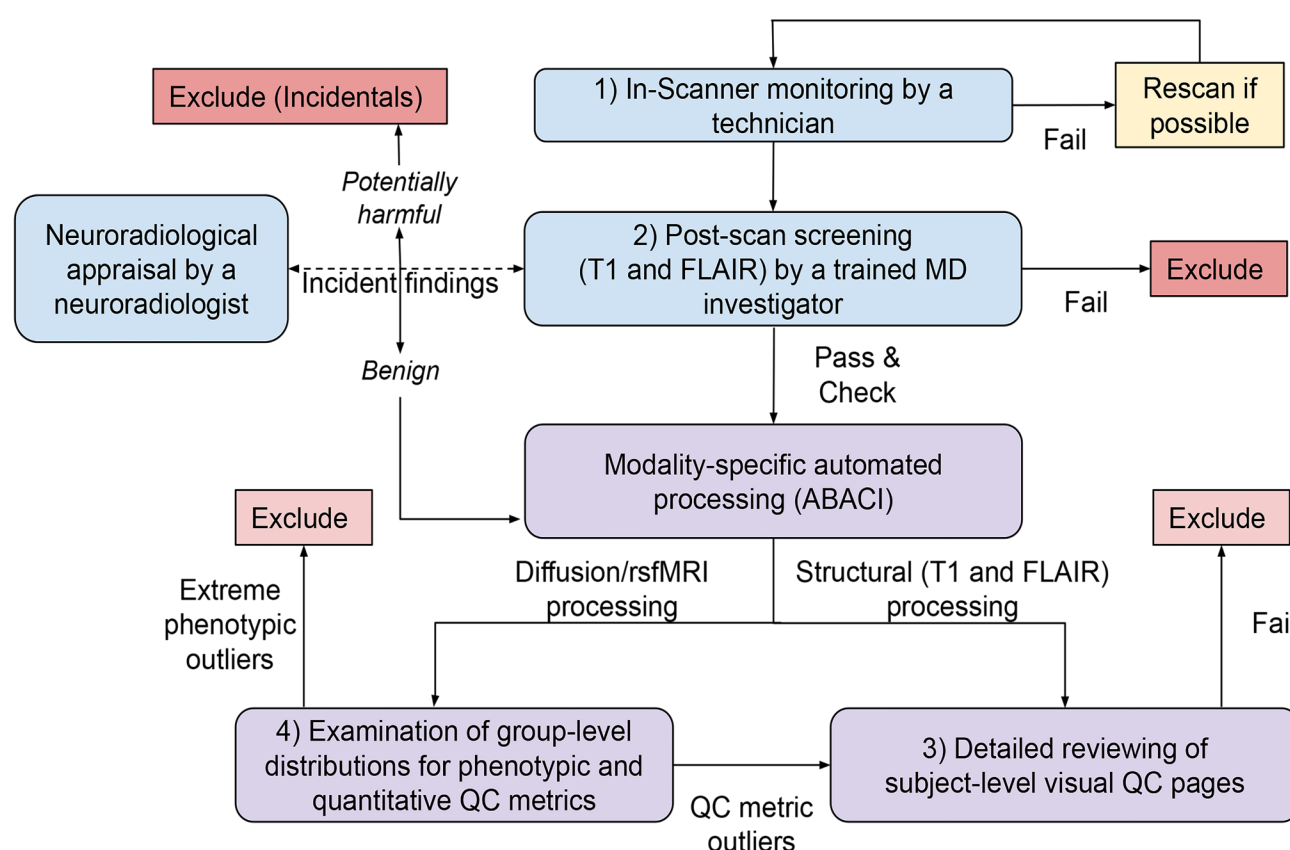 Exclude (Incidentals)
1) In-Scanner monitoring by a
technician
Fail
Rescan if
possible
Potentially
harmful
Neuroradiological
appraisal by a
neuroradiologist
Incident findings
2) Post-scan screening
(T1 and FLAIR) by a trained MD
investigator
Fail
Exclude
Benign
Pass &
Check
Modality-specific automated
processing (ABACI)
Exclude
Exclude
Diffusion/rsfMRI
processing
Structural (T1 and FLAIR)
processing
Extreme
phenotypic
outliers
Fai
4) Examination of group-level
distributions for phenotypic and
quantitative QC metrics
QC metric
outliers
3) Detailed reviewing of
subject-level visual QC pages